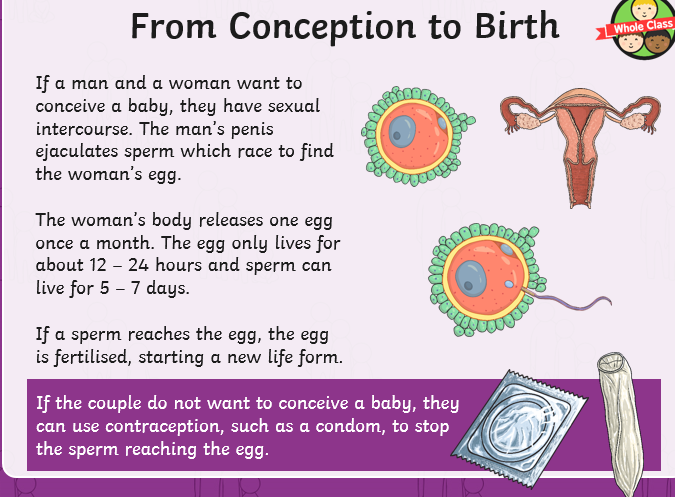 From Conception to Birth
Whole Class
If a man and a woman want to
conceive a baby, they have sexual
intercourse. The man's penis
ejaculates sperm which race to find
the woman's egg.
The woman's body releases one egg
once a month. The egg only lives for
about 12 – 24 hours and sperm can
live for 5 – 7 days.
If a sperm reaches the egg, the egg
is fertilised, starting a new life form.
If the couple do not want to conceive a baby, they
can use contraception, such as a condom, to stop
the sperm reaching the egg.